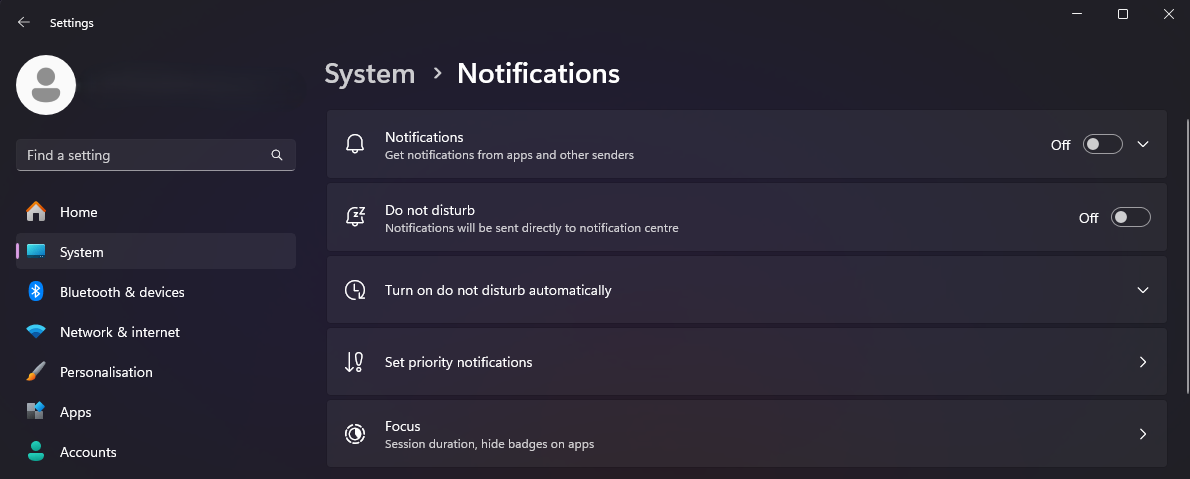 Settings
System > Notifications
Find a setting
Home
System
Bluetooth & devices
Network & internet
Personalisation
Apps
Accounts
Notifications
Get notifications from apps and other senders
Off
Do not disturb
Notifications will be sent directly to notification centre
Off
Turn on do not disturb automatically
Set priority notifications
Focus
Session duration, hide badges on apps